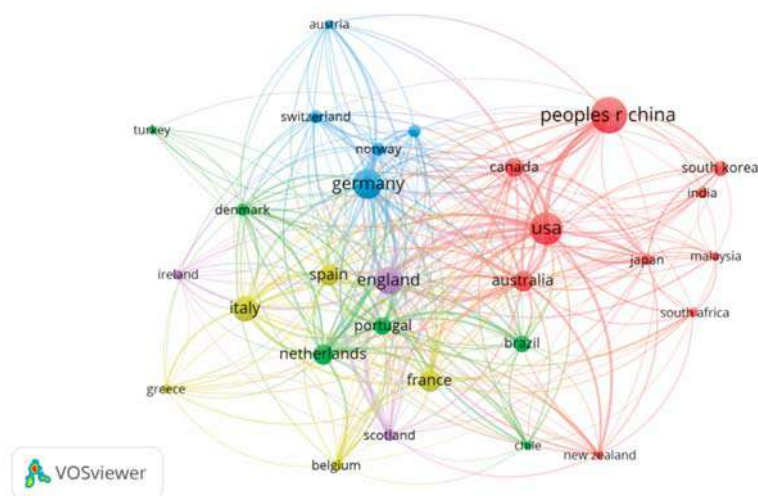 austria
peoples r china
switzerland
turkey
norway
canada
south korea
germany
india
denmark
usa
malaysia
japan
ireland
spain
england
australia
italy
south africa
portugal
brazil
netherlands
france
greece
scotland
chile
new zealand
belgium
VOSviewer